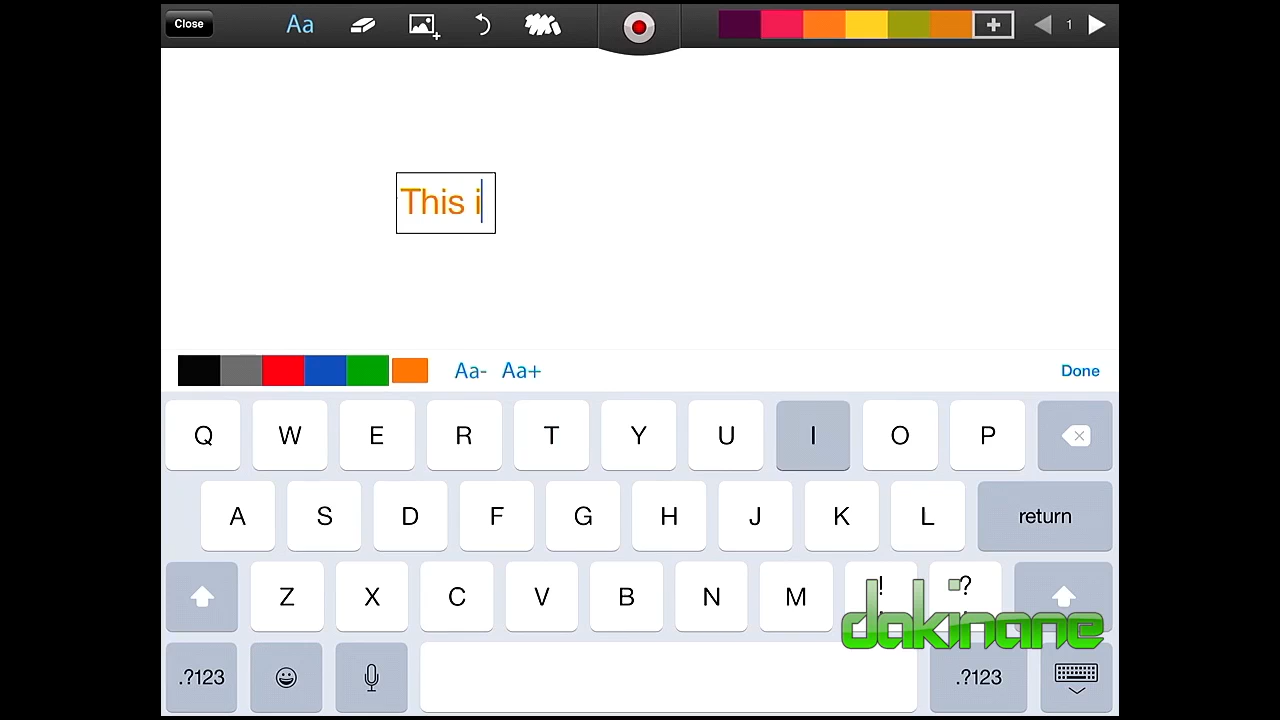 Close Aa 1
This i
Aa- Aa+ Done
Q W E R T Y U I O P
A S D F G H J K L return
Z X C V B N M ! ?
dakinane
.?123 .?123